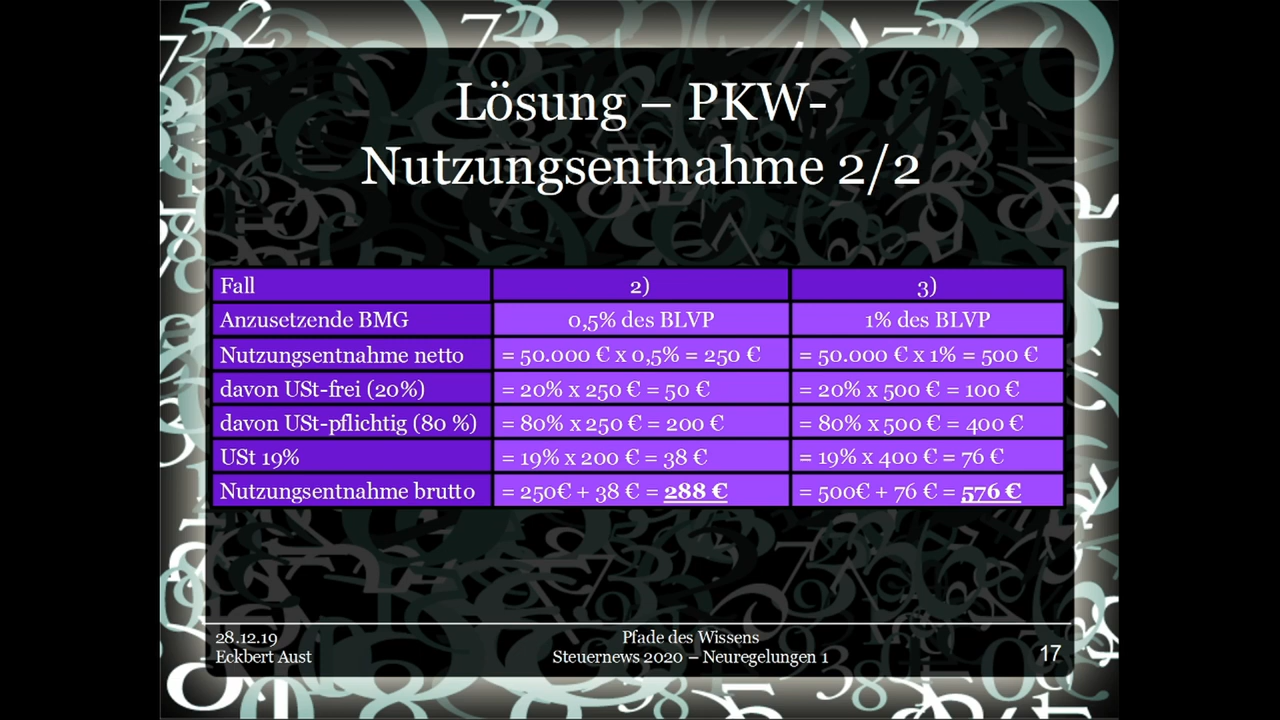 Lösung – PKW-
Nutzungsentnahme 2/2
Fall 2) 3)
Anzusetzende BMG 0,5% des BLVP 1% des BLVP
Nutzungsentnahme netto = 50.000 € x 0,5% = 250 € = 50.000 € x 1% = 500 €
davon USt-frei (20%) = 20% x 250 € = 50 € = 20% x 500 € = 100 €
davon USt-pflichtig (80 %) = 80% x 250 € = 200 € = 80% x 500 € = 400 €
USt 19% = 19% x 200 € = 38 € = 19% x 400 € = 76 €
Nutzungsentnahme brutto = 250€ + 38 € = 288 € = 500€ + 76 € = 576 €
28.12.19
Eckbert Aust
Pfade des Wissens
Steuernews 2020 – Neuregelungen 1
17